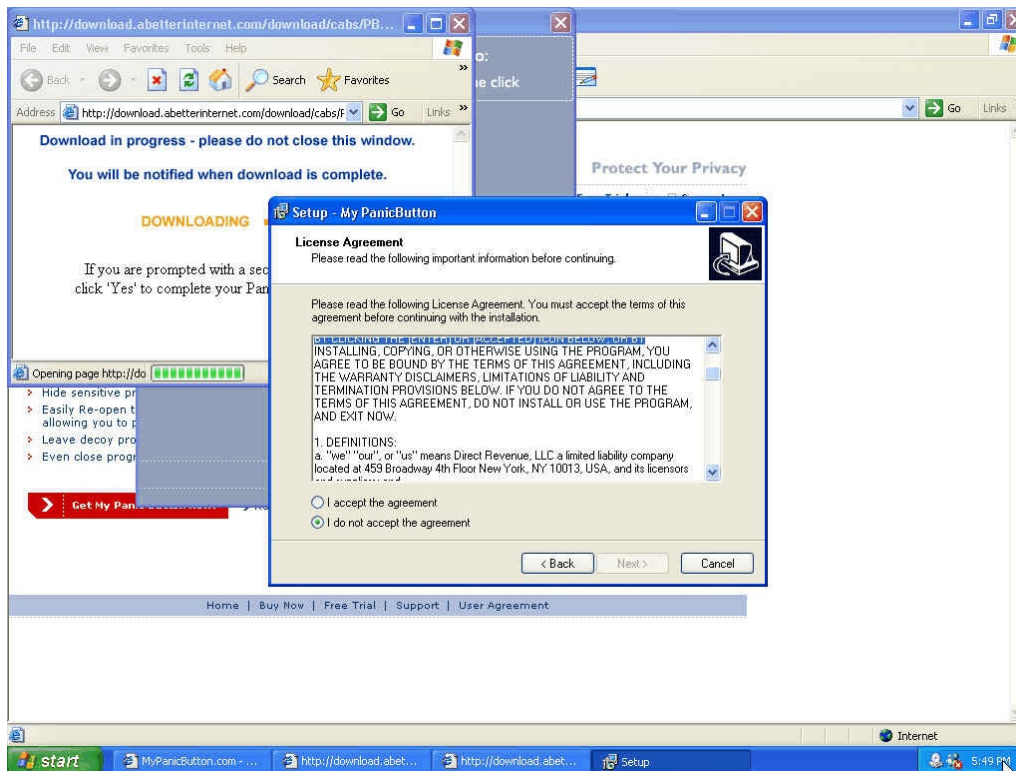 http://download.abetterinternet.com/download/cabs/PB...
File Edit View Favorites Tools Help
Back Search Favorites »
Address http://download.abetterinternet.com/download/cabs/F Go Links »
Download in progress - please do not close this window.
You will be notified when download is complete.
DOWNLOADING
If you are prompted with a sec
click 'Yes' to complete your Pan
Opening page http://do
o:
e click
Go Links
Protect Your Privacy
Setup - My PanicButton
License Agreement
Please read the following important information before continuing.
Please read the following License Agreement. You must accept the terms of this
agreement before continuing with the installation.
BY CLICKING THE [ENTER] OR [ACCEPTED] ICON BELOW, OR BY
INSTALLING, COPYING, OR OTHERWISE USING THE PROGRAM, YOU
AGREE TO BE BOUND BY THE TERMS OF THIS AGREEMENT, INCLUDING
THE WARRANTY DISCLAIMERS, LIMITATIONS OF LIABILITY AND
TERMINATION PROVISIONS BELOW. IF YOU DO NOT AGREE TO THE
TERMS OF THIS AGREEMENT, DO NOT INSTALL OR USE THE PROGRAM,
AND EXIT NOW.
1. DEFINITIONS:
a. "we" "our", or "us" means Direct Revenue, LLC a limited liability company
located at 459 Broadway 4th Floor New York, NY 10013, USA, and its licensors
I accept the agreement
I do not accept the agreement
< Back Next > Cancel
Hide sensitive pr
Easily Re-open t
allowing you to p
Leave decoy pro
Even close progr
Get My Pan
Home | Buy Now | Free Trial | Support | User Agreement
Internet
start MyPanicButton.com - ... http://download.abet... http://download.abet... Setup 5:49 PM